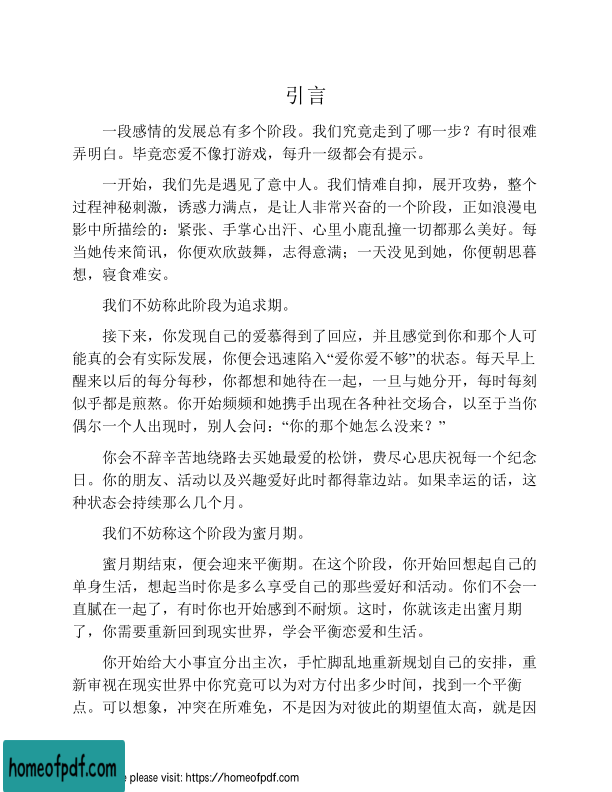 引言
一段感情的发展总有多个阶段。我们究竟走到了哪一步？有时很难
弄明白。毕竟恋爱不像打游戏，每升一级都会有提示。
一开始，我们先是遇见了意中人。我们情难自抑，展开攻势，整个
过程神秘刺激，诱惑力满点，是让人非常兴奋的一个阶段，正如浪漫电
影中所描绘的：紧张、手掌心出汗、心里小鹿乱撞一切都那么美好。每
当她传来简讯，你便欢欣鼓舞，志得意满；一天没见到她，你便朝思暮
想，寝食难安。
我们不妨称此阶段为追求期。
接下来，你发现自己的爱慕得到了回应，并且感觉到你和那个人可
能真的会有实际发展，你便会迅速陷入“爱你爱不够”的状态。每天早上
醒来以后的每分每秒，你都想和她待在一起，一旦与她分开，每时每刻
似乎都是煎熬。你开始频频和她携手出现在各种社交场合，以至于当你
偶尔一个人出现时，别人会问：“你的那个她怎么没来？”
你会不辞辛苦地绕路去买她最爱的松饼，费尽心思庆祝每一个纪念
日。你的朋友、活动以及兴趣爱好此时都得靠边站。如果幸运的话，这
种状态会持续那么几个月。
我们不妨称这个阶段为蜜月期。
蜜月期结束，便会迎来平衡期。在这个阶段，你开始回想起自己的
单身生活，想起当时你是多么享受自己的那些爱好和活动。你们不会一
直腻在一起了，有时你也开始感到不耐烦。这时，你就该走出蜜月期
了，你需要重新回到现实世界，学会平衡恋爱和生活。
你开始给大小事宜分出主次，手忙脚乱地重新规划自己的安排，重
新审视在现实世界中你究竟可以为对方付出多少时间，找到一个平衡
点。可以想象，冲突在所难免，不是因为对彼此的期望值太高，就是因
homeofpdf.com
please visit: https://homeofpdf.com